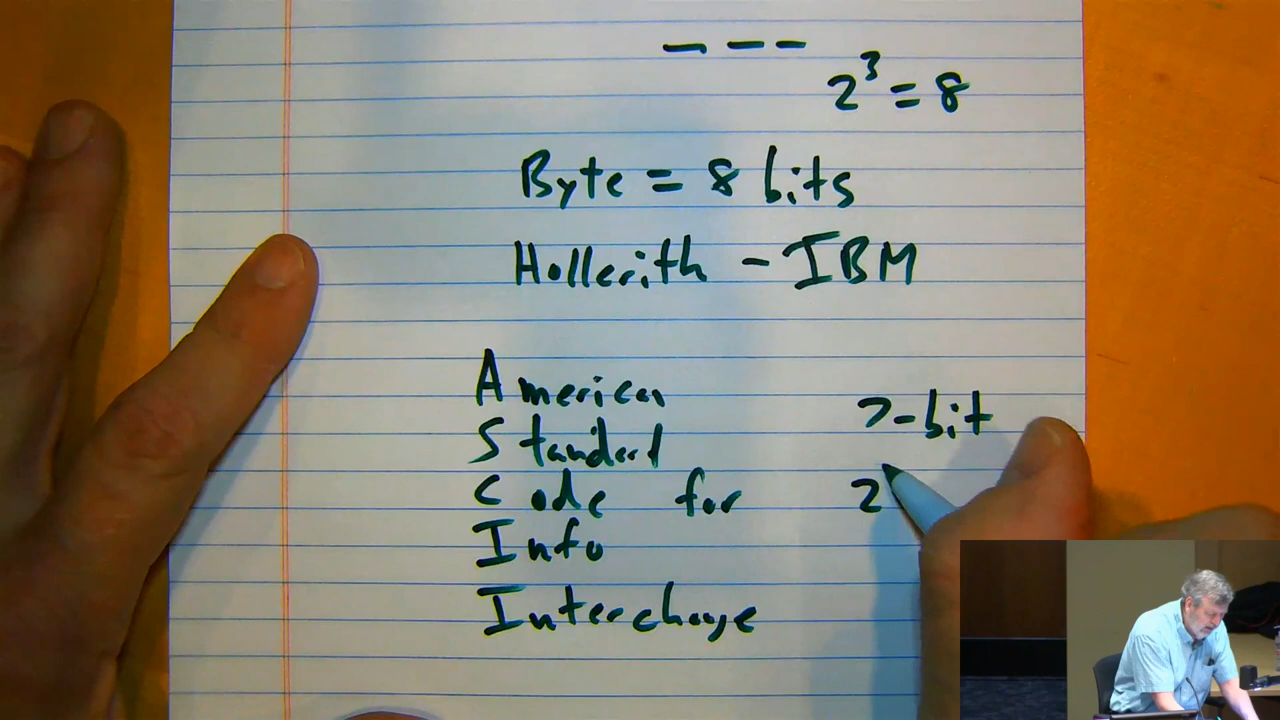 — — —
2³ = 8
Byte = 8 bits
Hollerith - IBM
American
Standard
7-bit
Code for
2
Info
Interchange